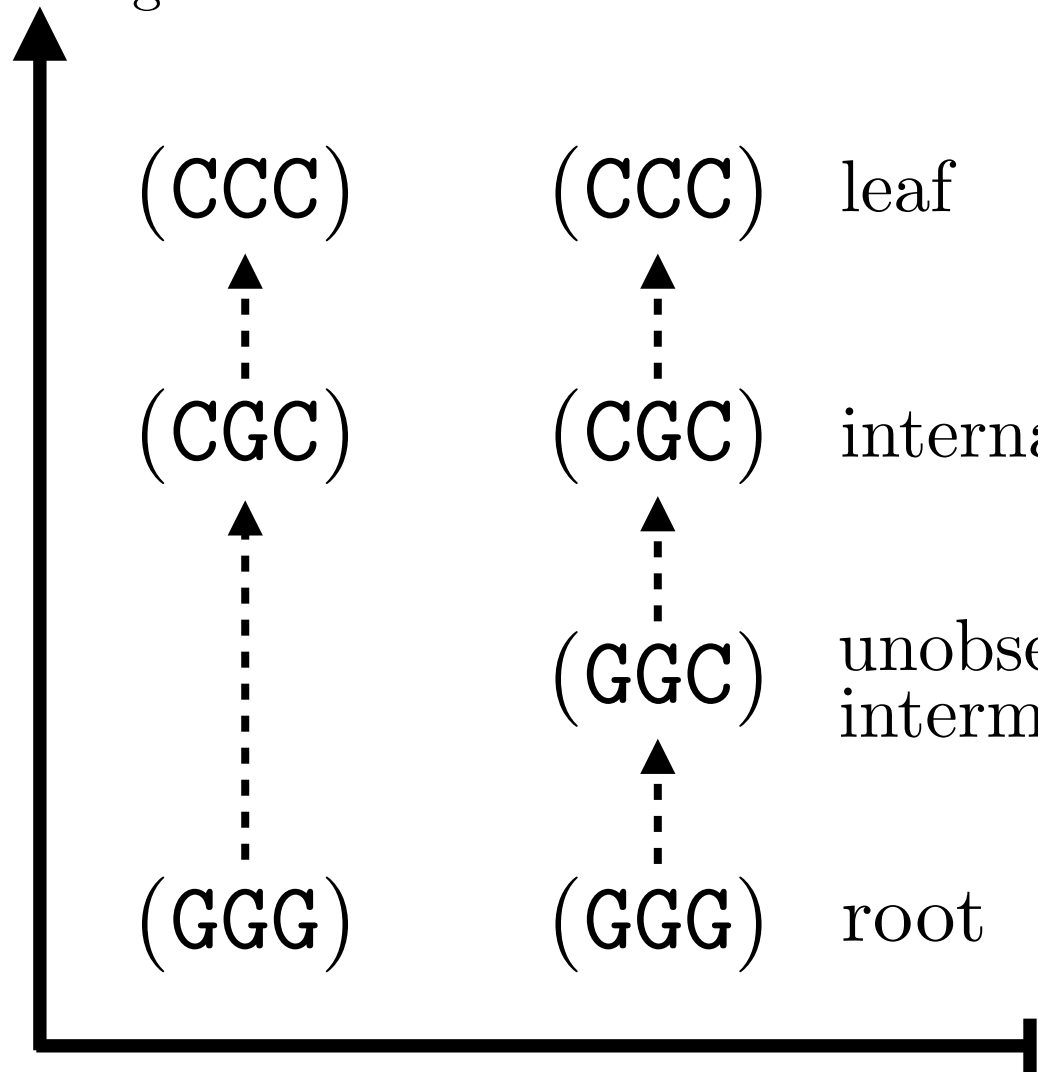 (CCC) (CCC) leaf
(CGC) (CGC) interna
(GGC) unobse
interm
(GGG) (GGG) root